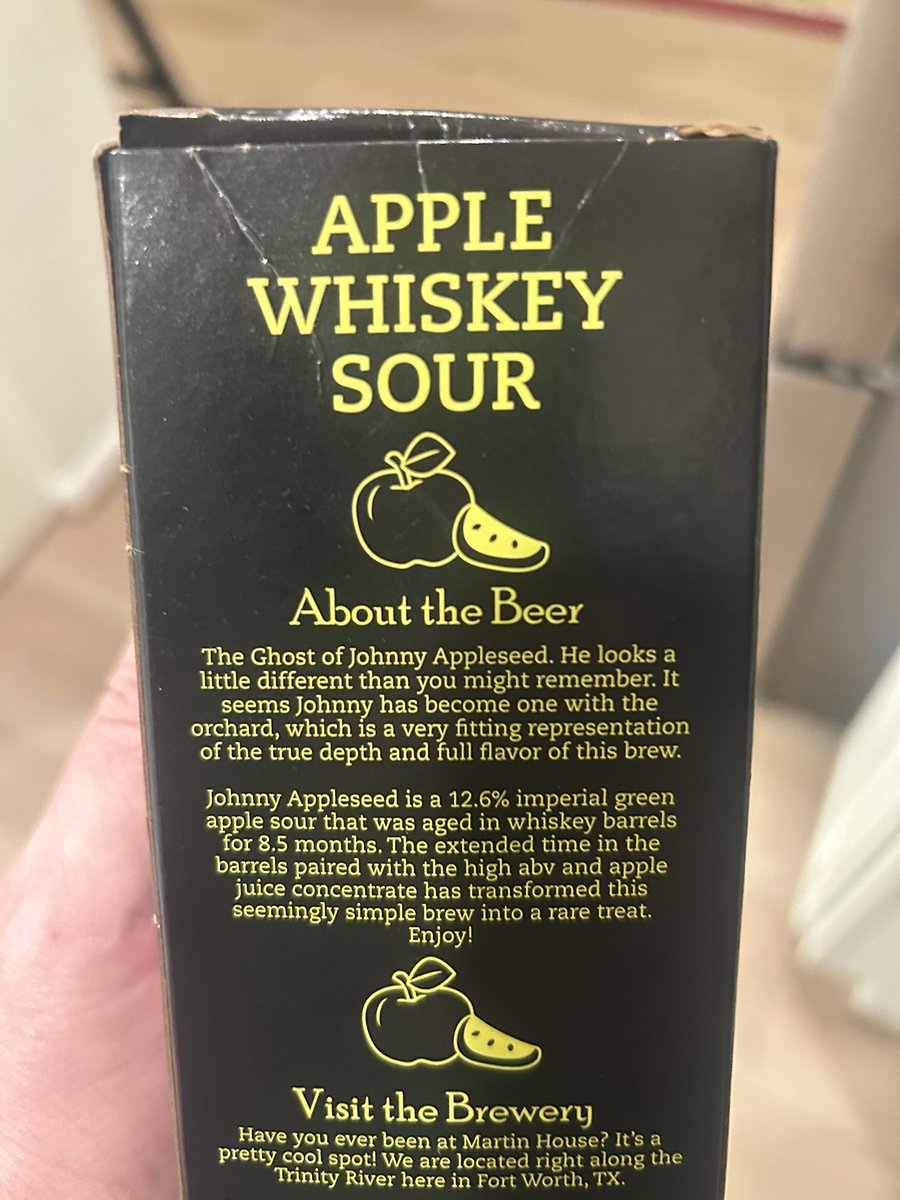 APPLE
WHISKEY
SOUR
About the Beer
The Ghost of Johnny Appleseed. He looks a
little different than you might remember. It
seems Johnny has become one with the
orchard, which is a very fitting representation
of the true depth and full flavor of this brew.
Johnny Appleseed is a 12.6% imperial green
apple sour that was aged in whiskey barrels
for 8.5 months. The extended time in the
barrels paired with the high abv and apple
juice concentrate has transformed this
seemingly simple brew into a rare treat.
Enjoy!
Visit the Brewery
Have you ever been at Martin House? It's a
pretty cool spot! We are located right along the
Trinity River here in Fort Worth, TX.